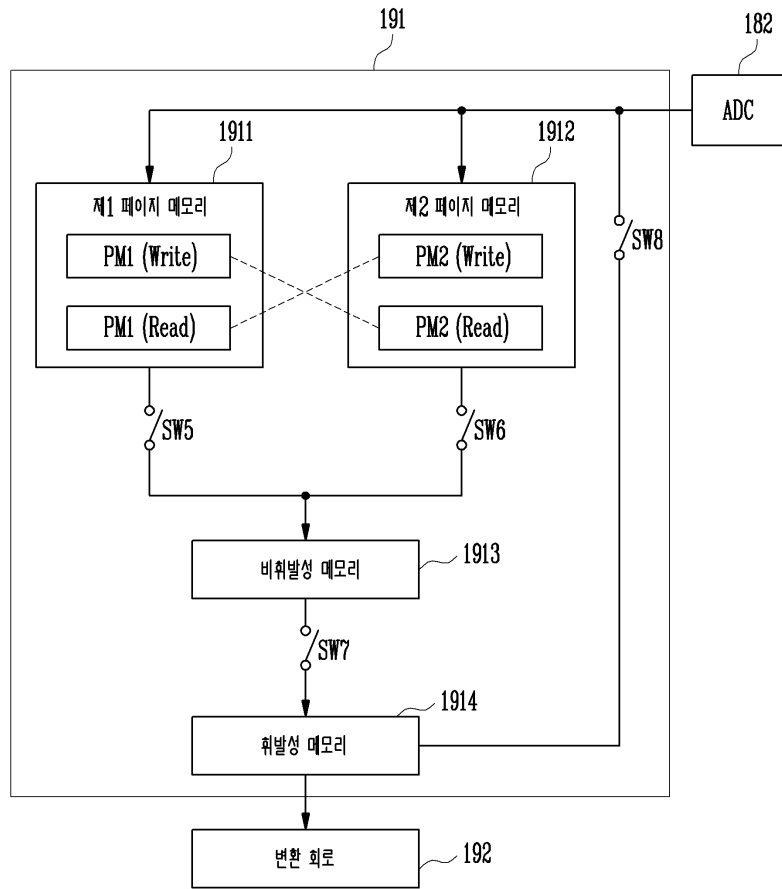 191
182
ADC
1911
1912
제1 페이지 메모리
제2 페이지 메모리
PM1 (Write)
PM2 (Write)
SW8
PM1 (Read)
PM2 (Read)
SW5
SW6
비휘발성 메모리
1913
SW7
1914
휘발성 메모리
변환 회로
192